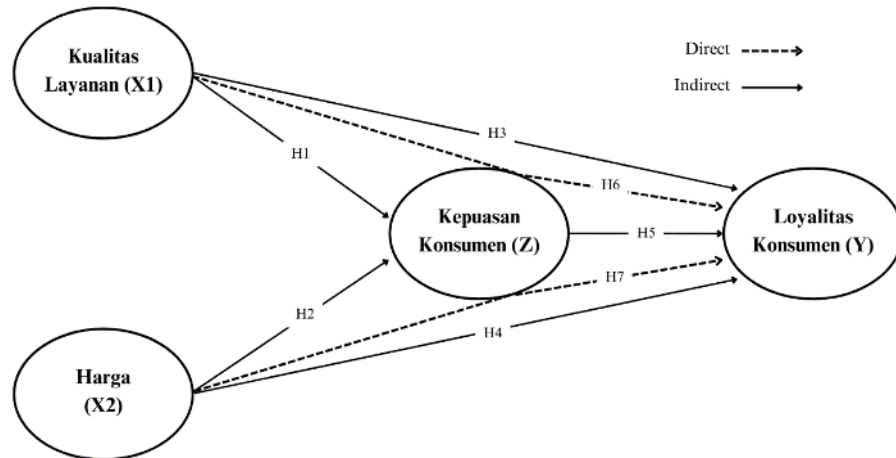 Kualitas
Layanan (X1)
Direct
Indirect
H3
H1
H6
Kepuasan
Konsumen (Z)
H5
Loyalitas
Konsumen (Y)
H7
H2
H4
Harga
(X2)